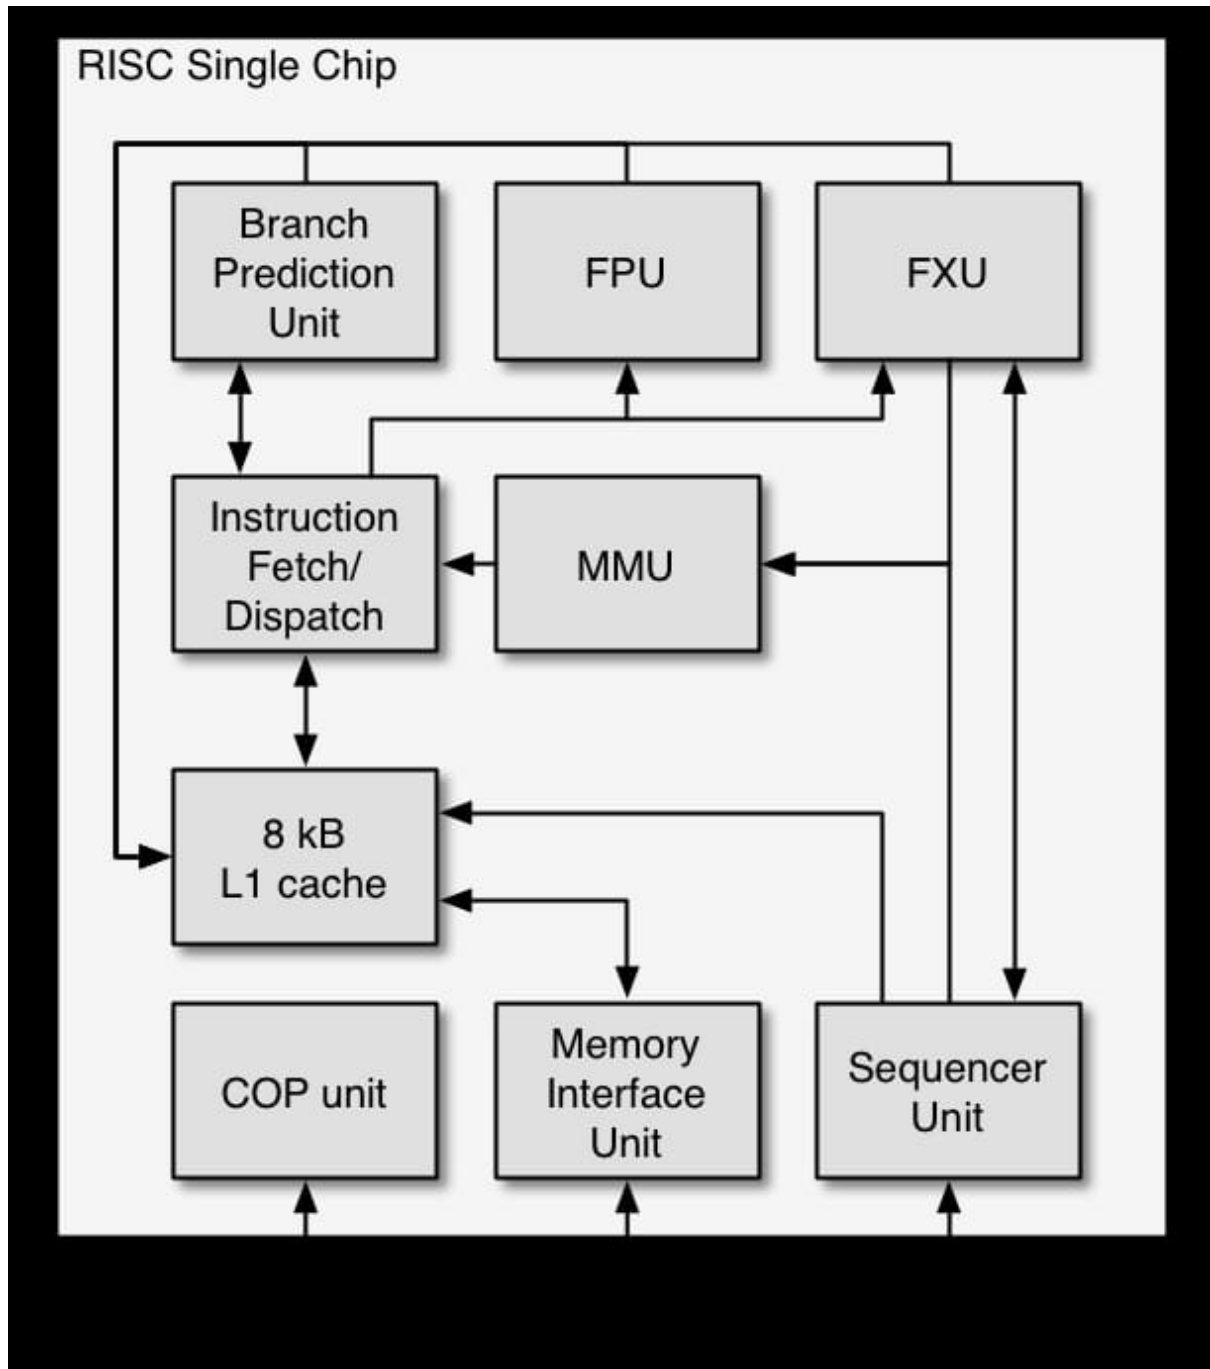 RISC Single Chip
Branch
Prediction
Unit
FPU
FXU
Instruction
Fetch/
Dispatch
MMU
8 kB
L1 cache
COP unit
Memory
Interface
Unit
Sequencer
Unit